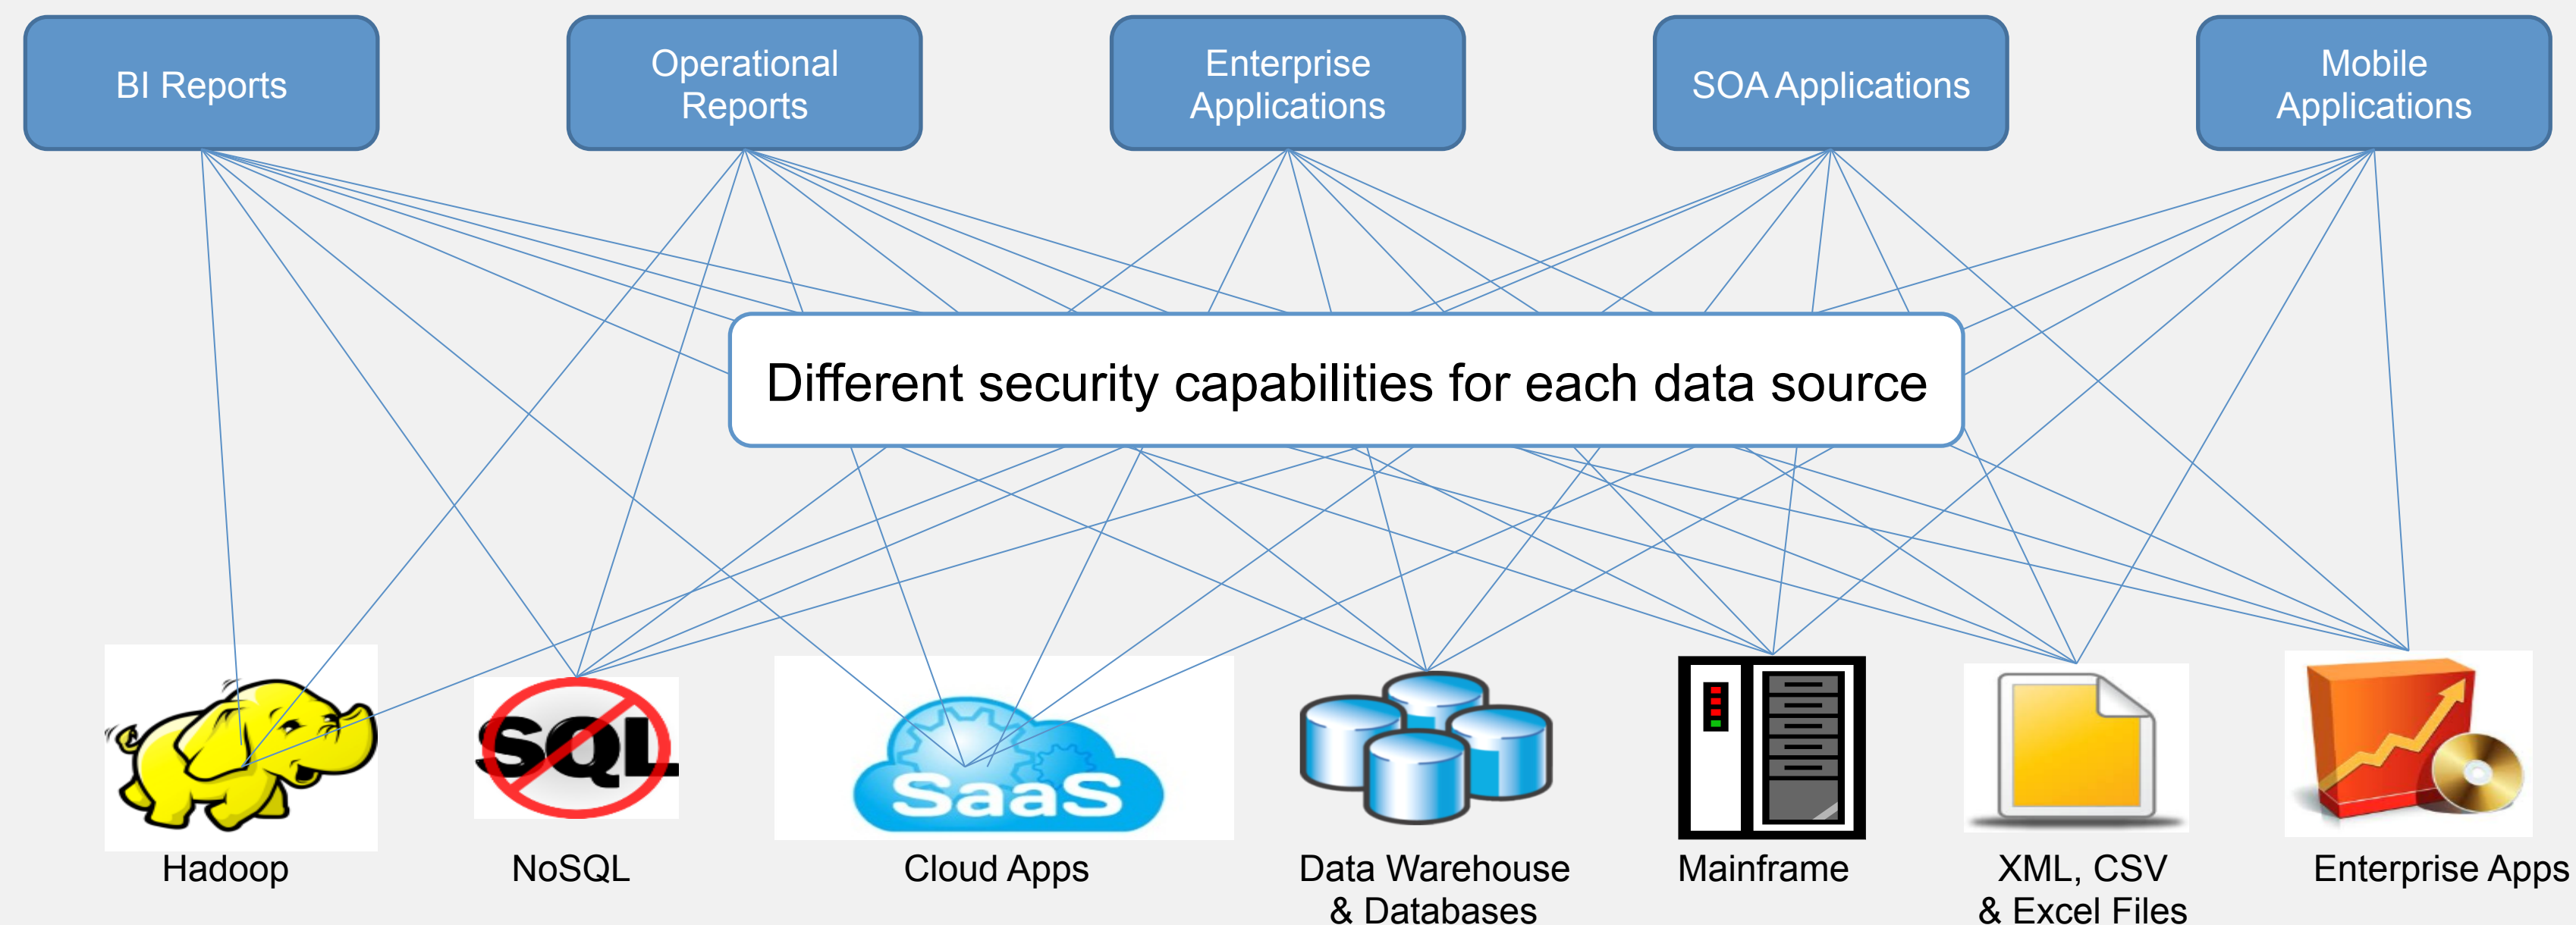 BI Reports
Operational
Reports
Enterprise
Applications
SOA Applications
Mobile
Applications
Different security capabilities for each data source
SQL
SaaS
Hadoop
NoSQL
Cloud Apps
Data Warehouse
& Databases
Mainframe
XML, CSV
& Excel Files
Enterprise Apps